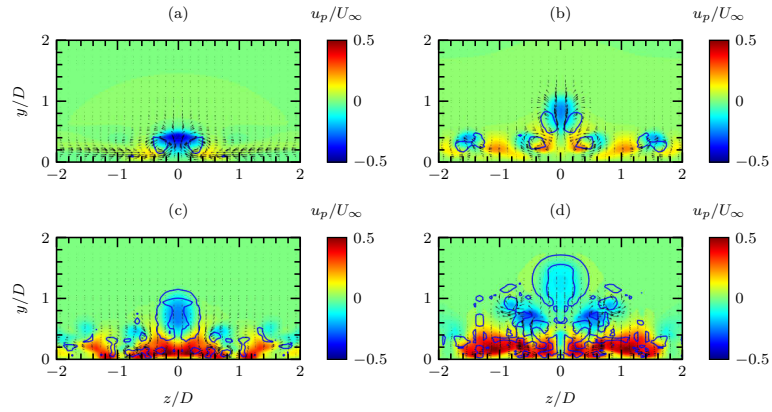 (a) u_p/U_∞ (b) u_p/U_∞
2 0.5 2 0.5
y/D 1 0 1 0
0 −0.5 0 −0.5
−2 −1 0 1 2 −2 −1 0 1 2
(c) u_p/U_∞ (d) u_p/U_∞
2 0.5 2 0.5
y/D 1 0 1 0
0 −0.5 0 −0.5
−2 −1 0 1 2 −2 −1 0 1 2
z/D z/D